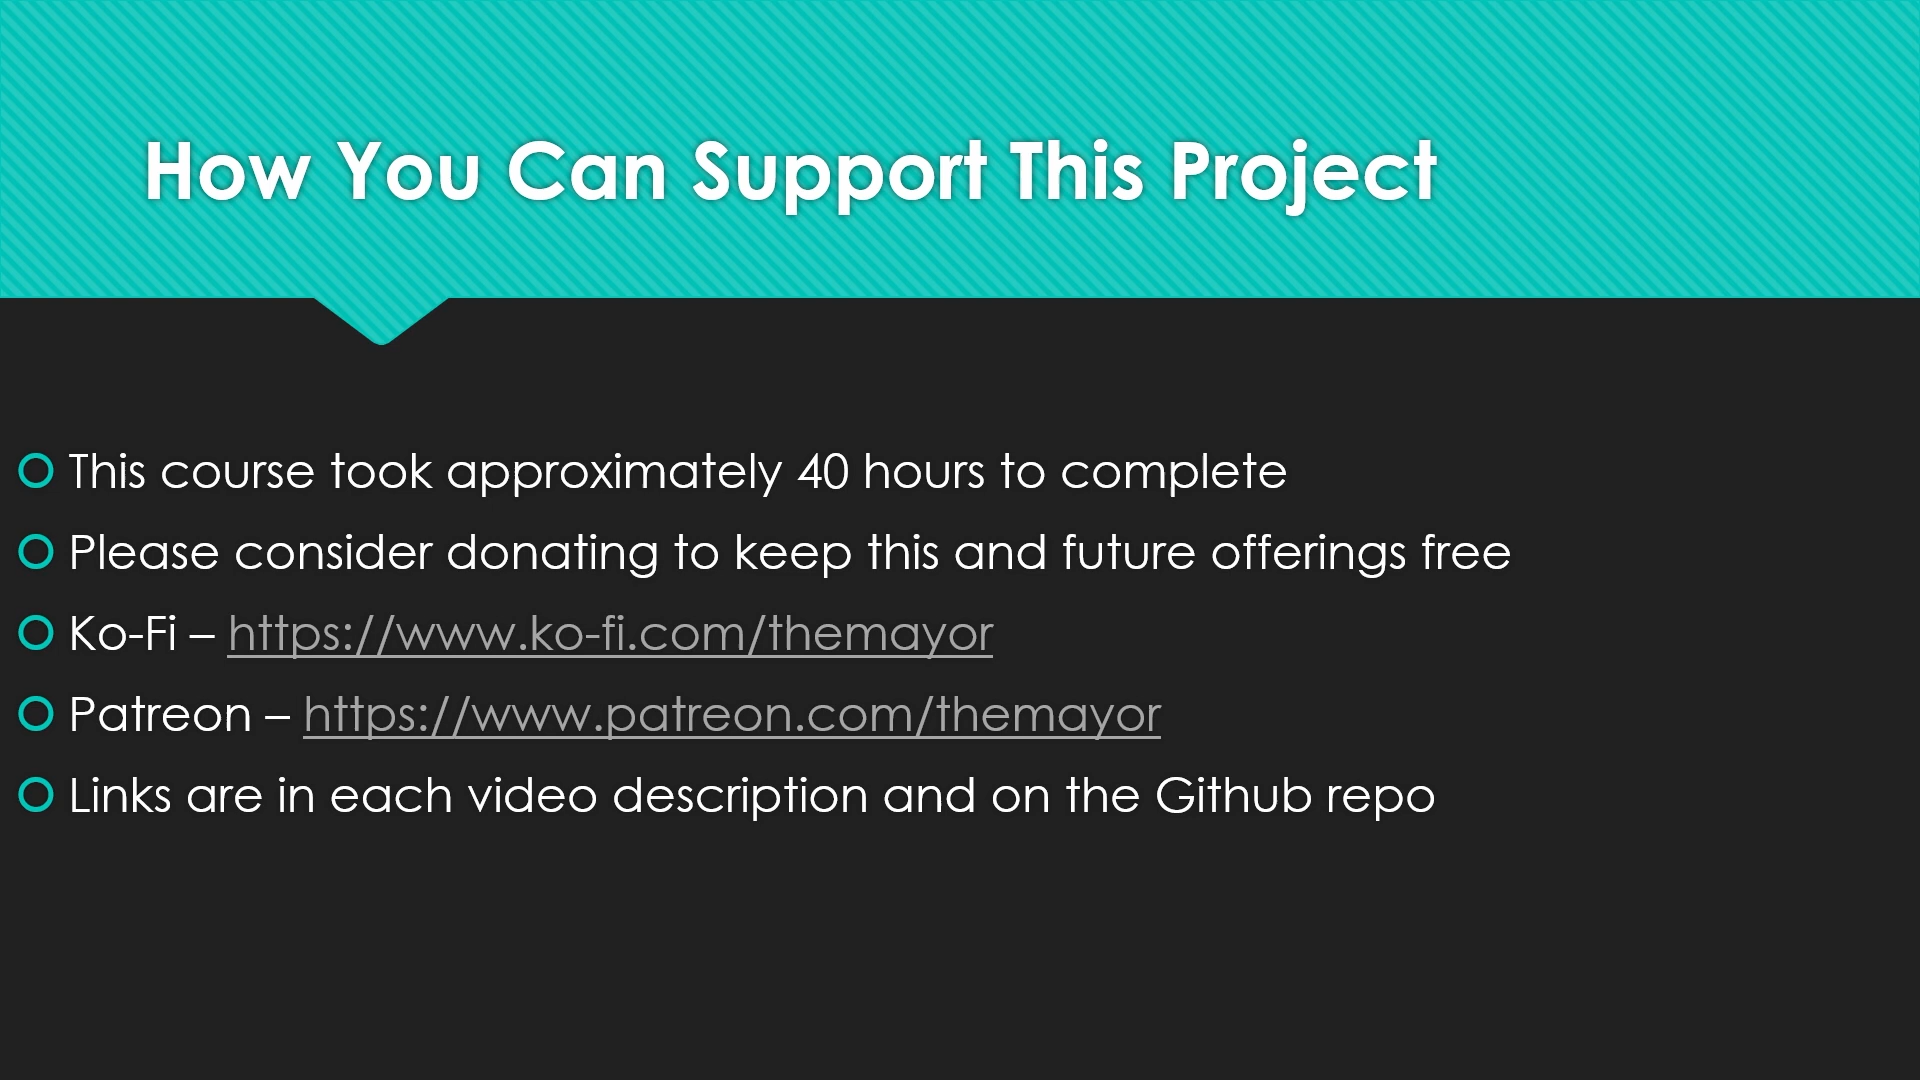 How You Can Support This Project
This course took approximately 40 hours to complete
Please consider donating to keep this and future offerings free
Ko-Fi – https://www.ko-fi.com/themayor
Patreon – https://www.patreon.com/themayor
Links are in each video description and on the Github repo